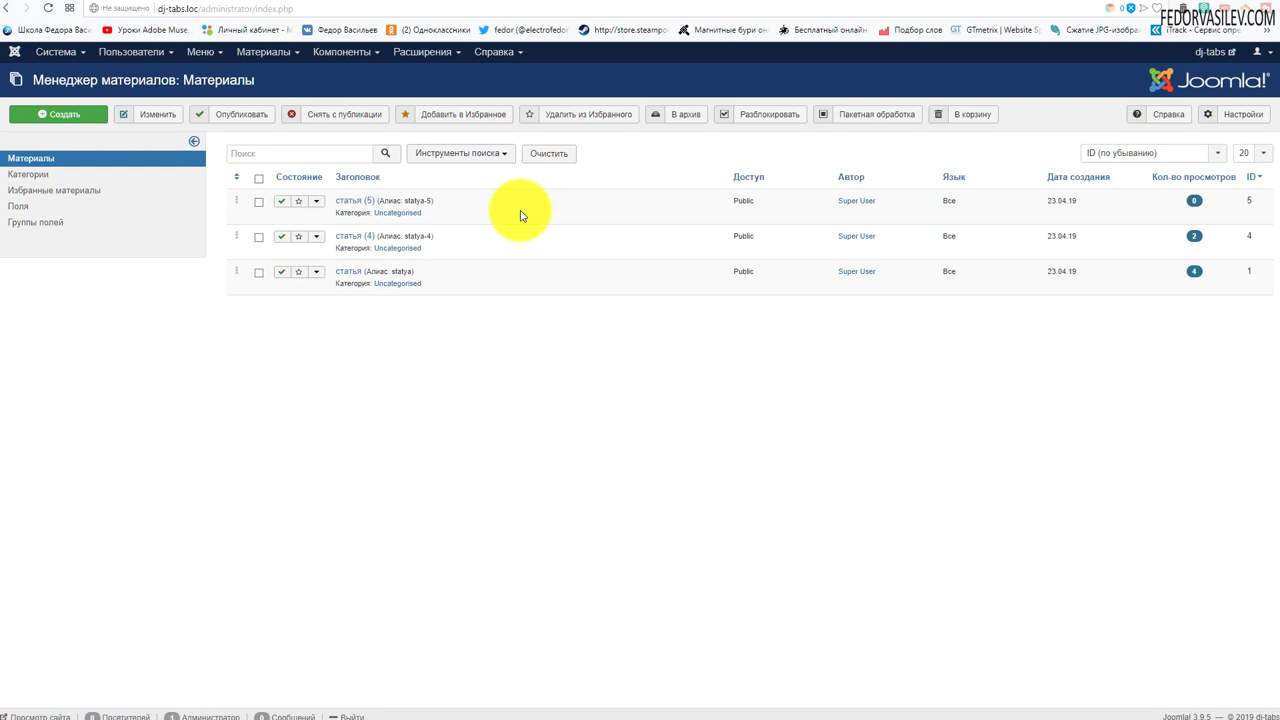 Не защищено dj-tabs.loc/administrator/index.php
FEDORVASILEV.COM
Школа Федора Васи Уроки Adobe Muse, Личный кабинет - М Федор Васильев (2) Одноклассники fedor (@electrofedor) http://store.steampo Магнитные бури они Бесплатный онлайн Подбор слов GTmetrix | Website S Сжатие JPG-изобра iTrack - Сервис опре
Система Пользователи Меню Материалы Компоненты Расширения Справка dj-tabs
Менеджер материалов: Материалы Joomla!
Создать Изменить Опубликовать Снять с публикации Добавить в Избранное Удалить из Избранного В архив Разблокировать Пакетная обработка В корзину Справка Настройки
Поиск Инструменты поиска Очистить ID (по убыванию) 20
Материалы
Категории
Избранные материалы
Поля
Группы полей
Состояние Заголовок Доступ Автор Язык Дата создания Кол-во просмотров ID
статья (5) (Алиас: statya-5) Public Super User Все 23.04.19 0 5
Категория: Uncategorised
статья (4) (Алиас: statya-4) Public Super User Все 23.04.19 2 4
Категория: Uncategorised
статья (Алиас: statya) Public Super User Все 23.04.19 4 1
Категория: Uncategorised
Просмотр сайта 0 Посетителей 1 Администратор 0 Сообщений Выйти Joomla! 3.9.5 — © 2019 dj-tabs